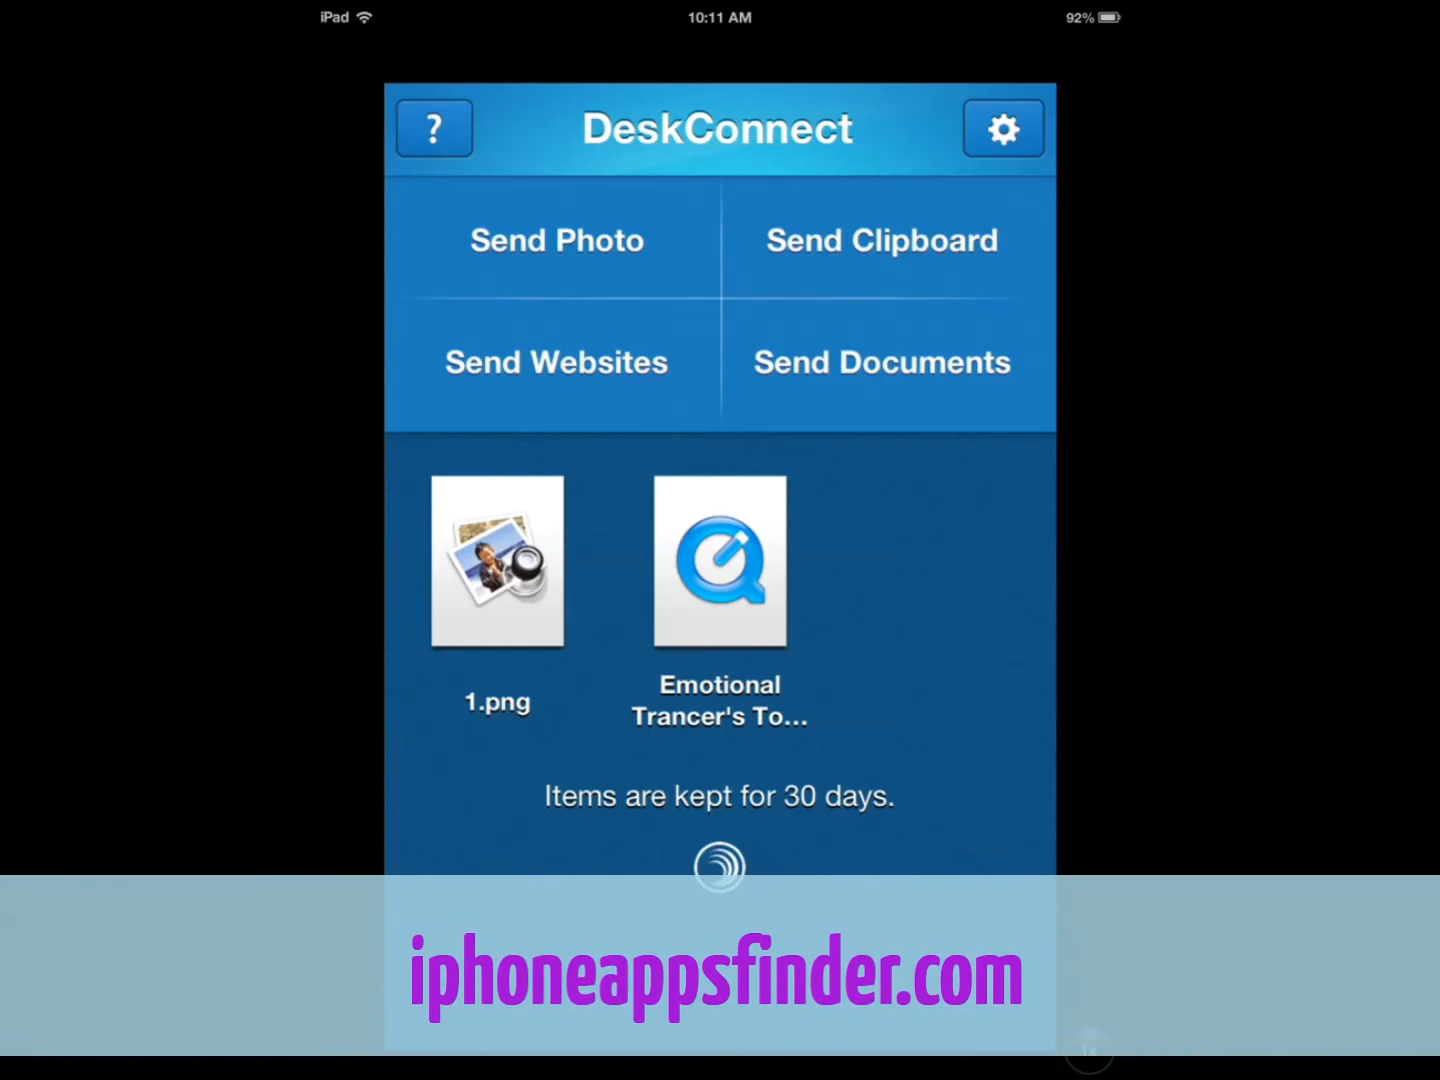 iPad 10:11 AM 92%
? DeskConnect
Send Photo Send Clipboard
Send Websites Send Documents
1.png
Emotional
Trancer's To...
Items are kept for 30 days.
iphoneappsfinder.com